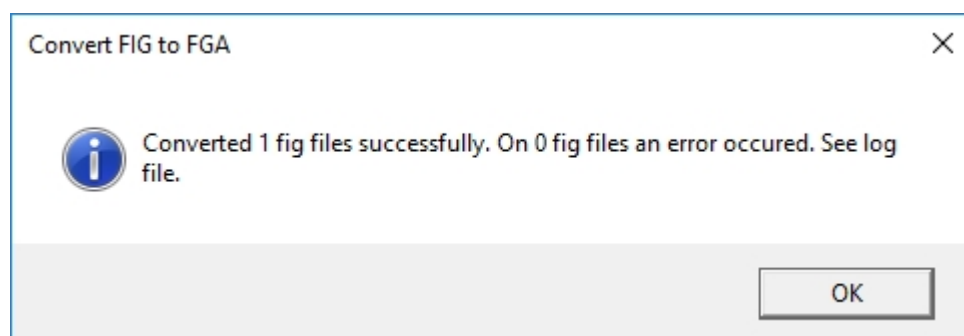 Convert FIG to FGA
Converted 1 fig files successfully. On 0 fig files an error occured. See log
file.
OK